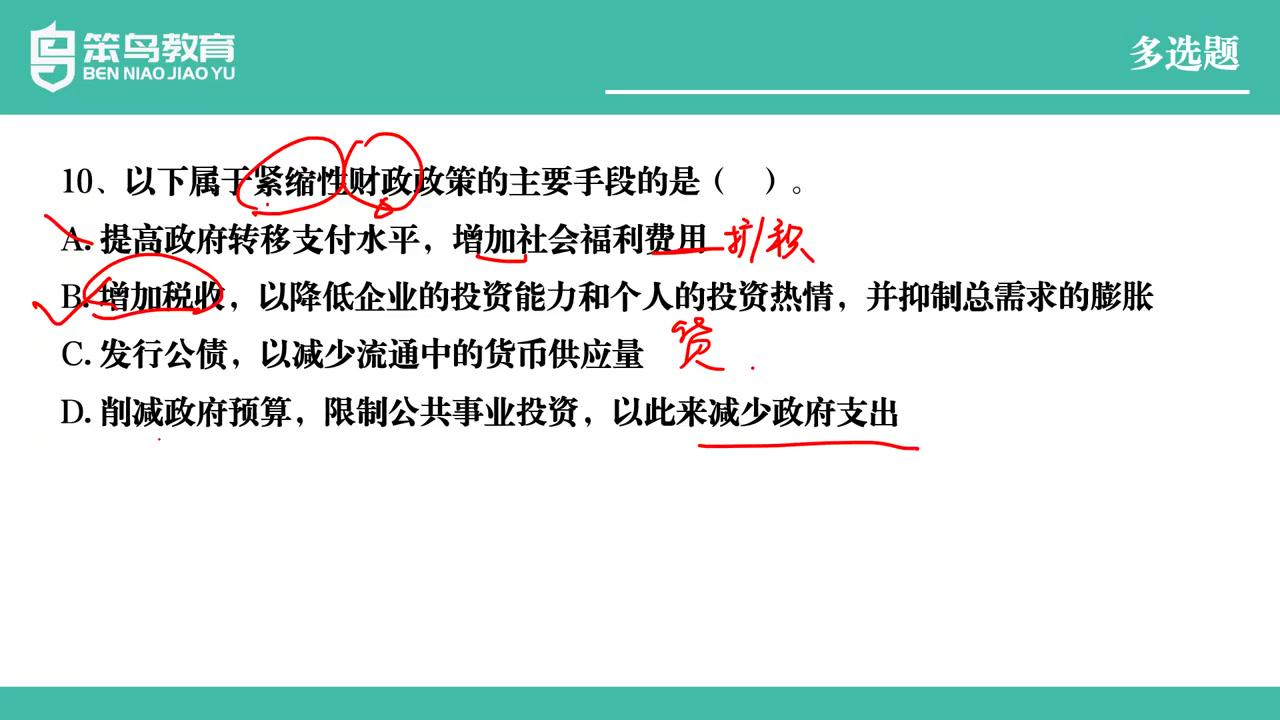 笨鸟教育
BEN NIAO JIAO YU
多选题
10、以下属于紧缩性财政政策的主要手段的是（ ）。
A. 提高政府转移支付水平，增加社会福利费用 扩/积
B. 增加税收，以降低企业的投资能力和个人的投资热情，并抑制总需求的膨胀
C. 发行公债，以减少流通中的货币供应量 货
D. 削减政府预算，限制公共事业投资，以此来减少政府支出